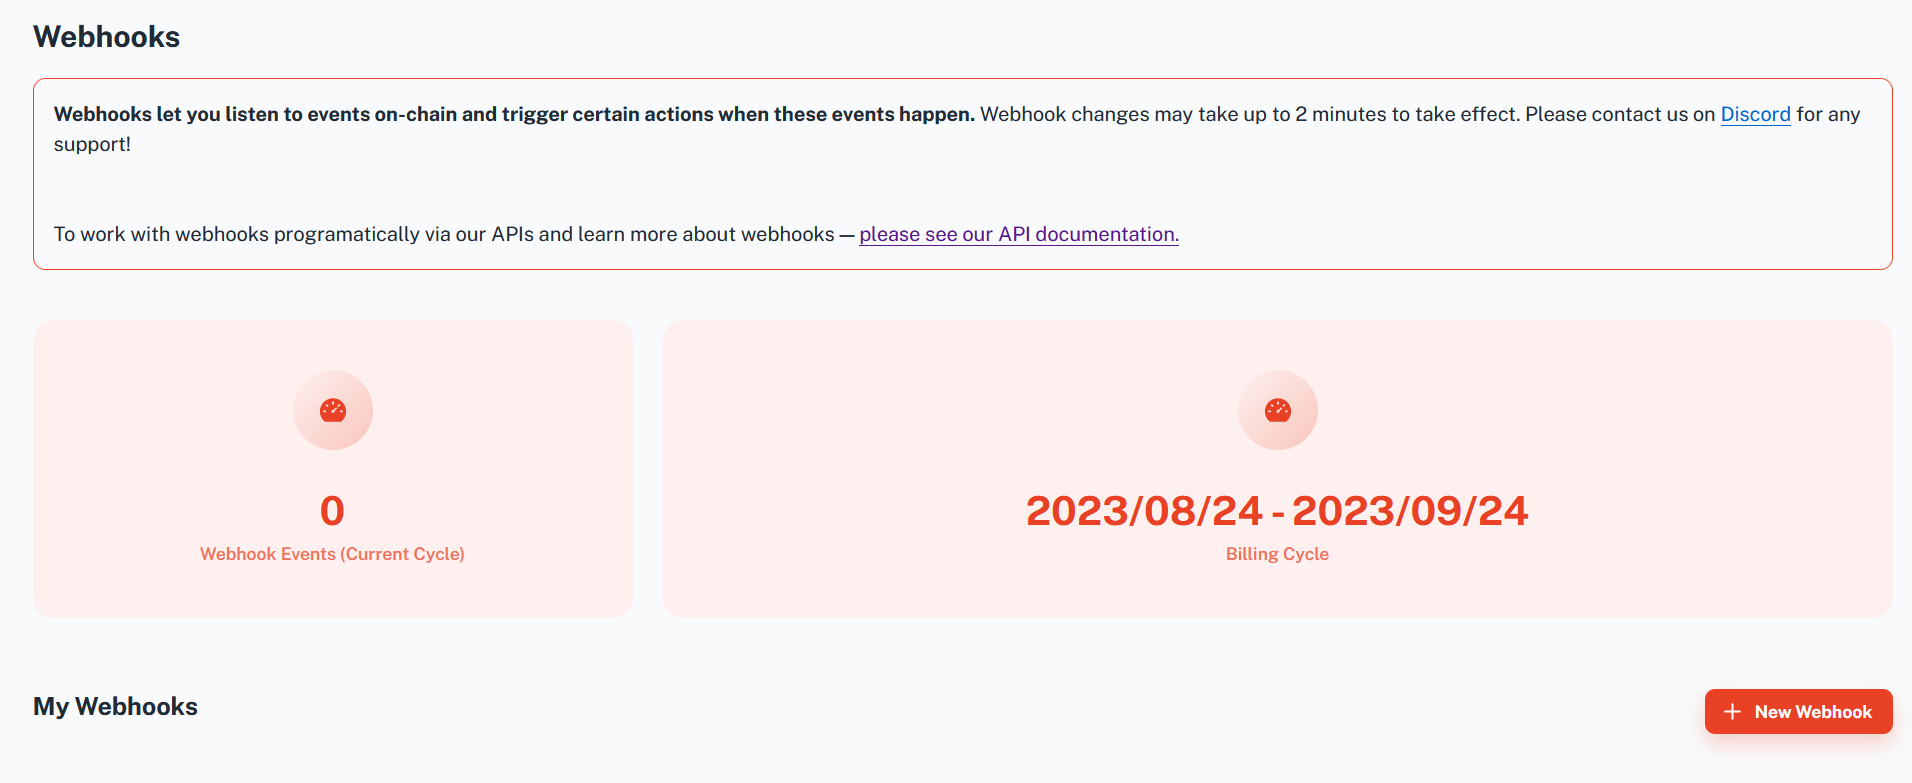 Webhooks
Webhooks let you listen to events on-chain and trigger certain actions when these events happen. Webhook changes may take up to 2 minutes to take effect. Please contact us on Discord for any
support!
To work with webhooks programatically via our APIs and learn more about webhooks — please see our API documentation.
0
Webhook Events (Current Cycle)
2023/08/24 - 2023/09/24
Billing Cycle
My Webhooks
New Webhook